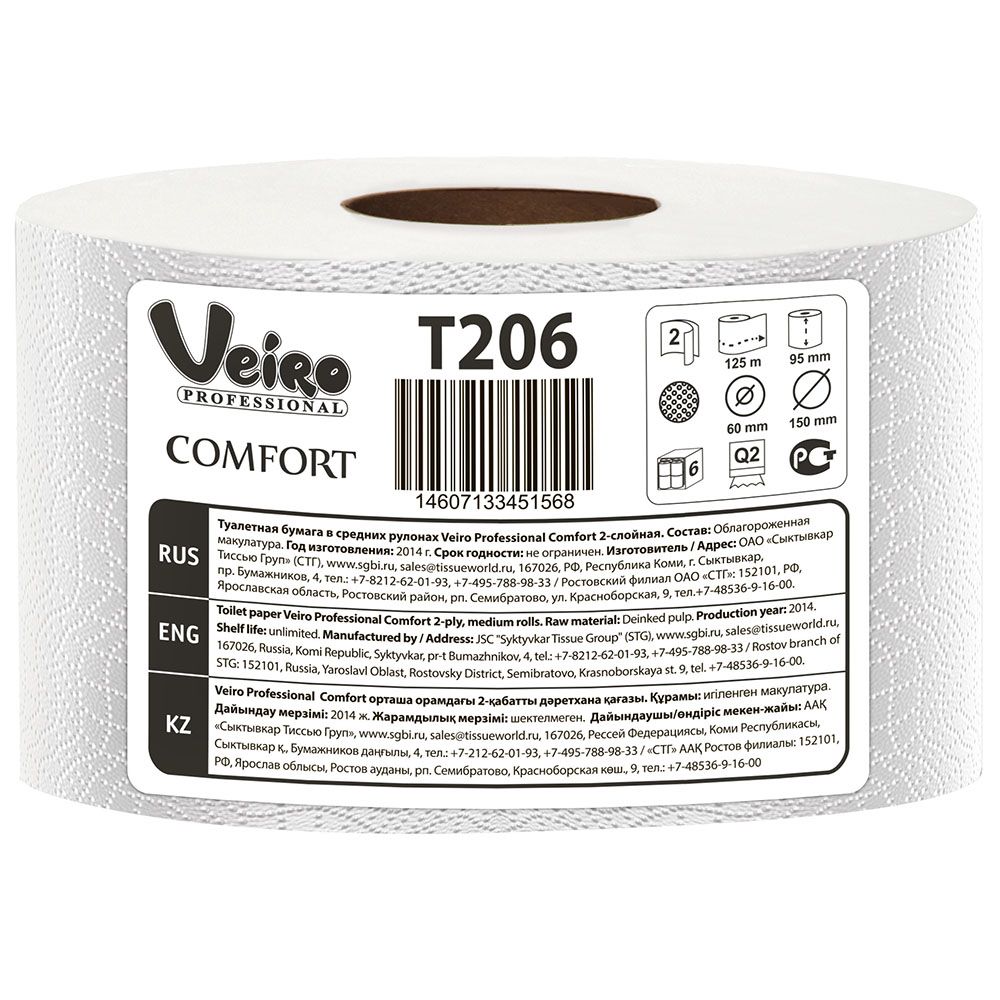 Veiro
PROFESSIONAL
COMFORT
T206
14607133451568
2
125 m
95 mm
60 mm
150 mm
6
Q2
РСТ
RUS
Туалетная бумага в средних рулонах Veiro Professional Comfort 2-слойная. Состав: Облагороженная
макулатура. Год изготовления: 2014 г. Срок годности: не ограничен. Изготовитель / Адрес: ОАО «Сыктывкар
Тиссью Груп» (СТГ), www.sgbi.ru, sales@tissueworld.ru, 167026, РФ, Республика Коми, г. Сыктывкар,
пр. Бумажников, 4, тел.: +7-8212-62-01-93, +7-495-788-98-33 / Ростовский филиал ОАО «СТГ»: 152101, РФ,
Ярославская область, Ростовский район, рп. Семибратово, ул. Красноборская, 9, тел.+7-48536-9-16-00.
ENG
Toilet paper Veiro Professional Comfort 2-ply, medium rolls. Raw material: Deinked pulp. Production year: 2014.
Shelf life: unlimited. Manufactured by / Address: JSC "Syktyvkar Tissue Group" (STG), www.sgbi.ru, sales@tissueworld.ru,
167026, Russia, Komi Republic, Syktyvkar, pr-t Bumazhnikov, 4, tel.: +7-8212-62-01-93, +7-495-788-98-33 / Rostov branch of
STG: 152101, Russia, Yaroslavl Oblast, Rostovsky District, Semibratovo, Krasnoborskaya st. 9, tel.: +7-48536-9-16-00.
KZ
Veiro Professional Comfort орташа орамдағы 2-қабатты дәретхана қағазы. Құрамы: игіленген макулатура.
Дайындау мерзімі: 2014 ж. Жарамдылық мерзімі: шектелмеген. Дайындаушы/өндіріс мекен-жайы: ААҚ
«Сыктывкар Тиссью Груп», www.sgbi.ru, sales@tissueworld.ru, 167026, Рессей Федерациясы, Коми Республикасы,
Сыктывкар қ, Бумажников даңғылы, 4, тел.: +7-212-62-01-93, +7-495-788-98-33 / «СТГ» ААҚ Ростов филиалы: 152101,
РФ, Ярослав облысы, Ростов ауданы, рп. Семибратово, Красноборская көш., 9, тел.: +7-48536-9-16-00